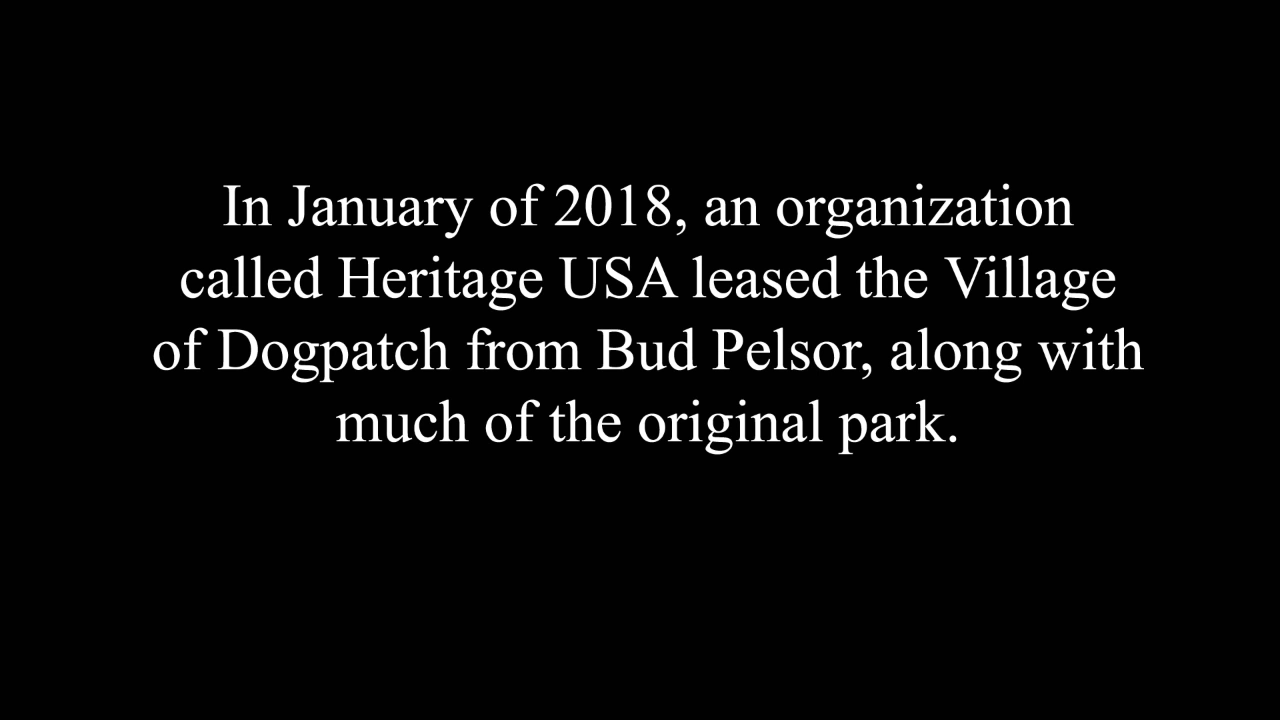 In January of 2018, an organization
called Heritage USA leased the Village
of Dogpatch from Bud Pelsor, along with
much of the original park.